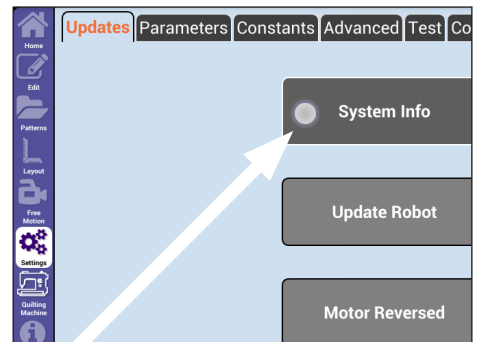 Updates Parameters Constants Advanced Test Co
Home
Edit
Patterns
Layout
Free
Motion
Settings
Quilting
Machine
System Info
Update Robot
Motor Reversed